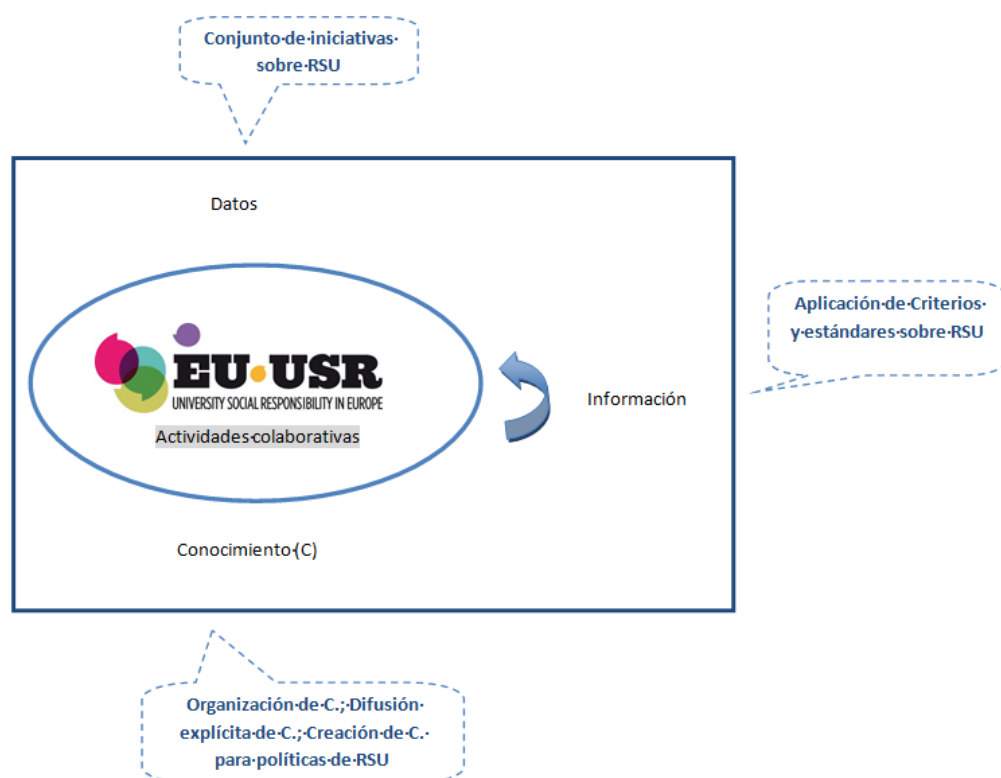 Conjunto·de·iniciativas·
sobre·RSU
Datos
EU·USR
UNIVERSITY SOCIAL RESPONSIBILITY IN EUROPE
Actividades·colaborativas
Información
Aplicación·de·Criterios·
y·estándares·sobre·RSU
Conocimiento·(C)
Organización·de·C.;·Difusión·
explícita·de·C.;·Creación·de·C.·
para·políticas·de·RSU